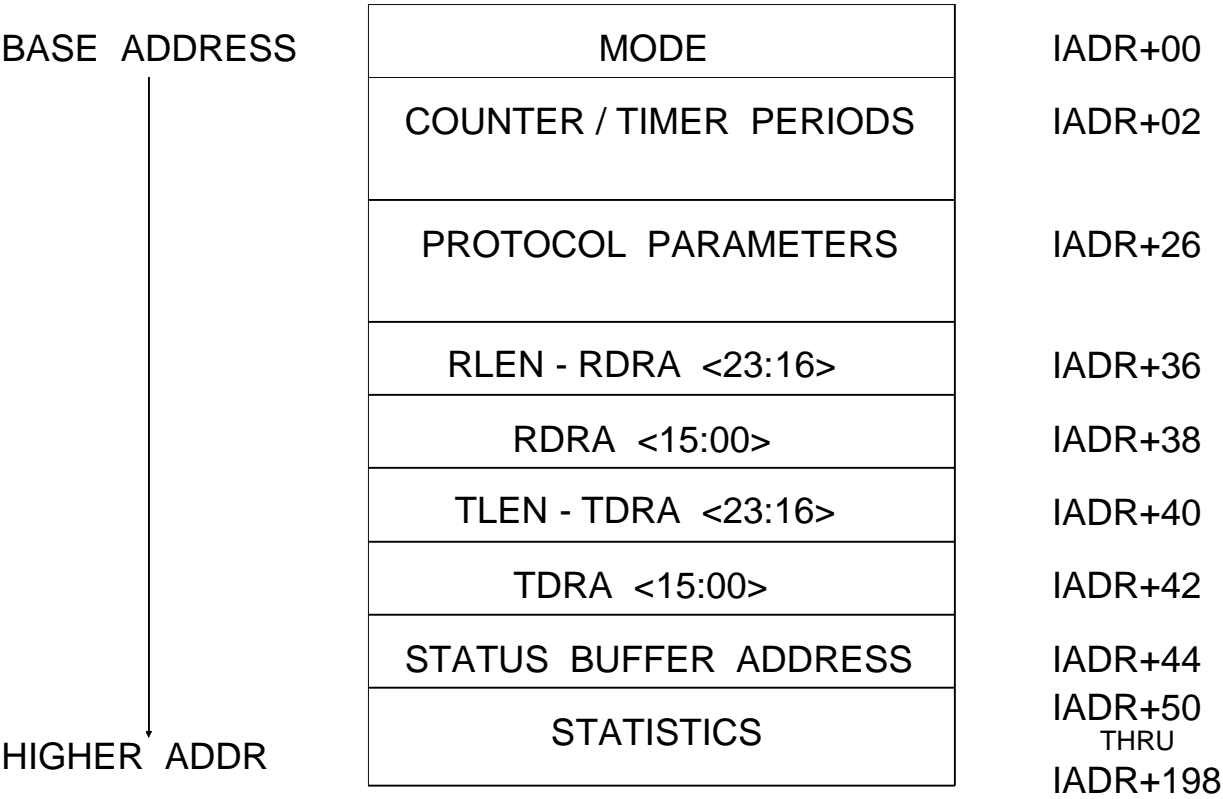 BASE ADDRESS MODE IADR+00
COUNTER / TIMER PERIODS IADR+02
PROTOCOL PARAMETERS IADR+26
RLEN - RDRA <23:16> IADR+36
RDRA <15:00> IADR+38
TLEN - TDRA <23:16> IADR+40
TDRA <15:00> IADR+42
STATUS BUFFER ADDRESS IADR+44
STATISTICS IADR+50
THRU
HIGHER ADDR IADR+198